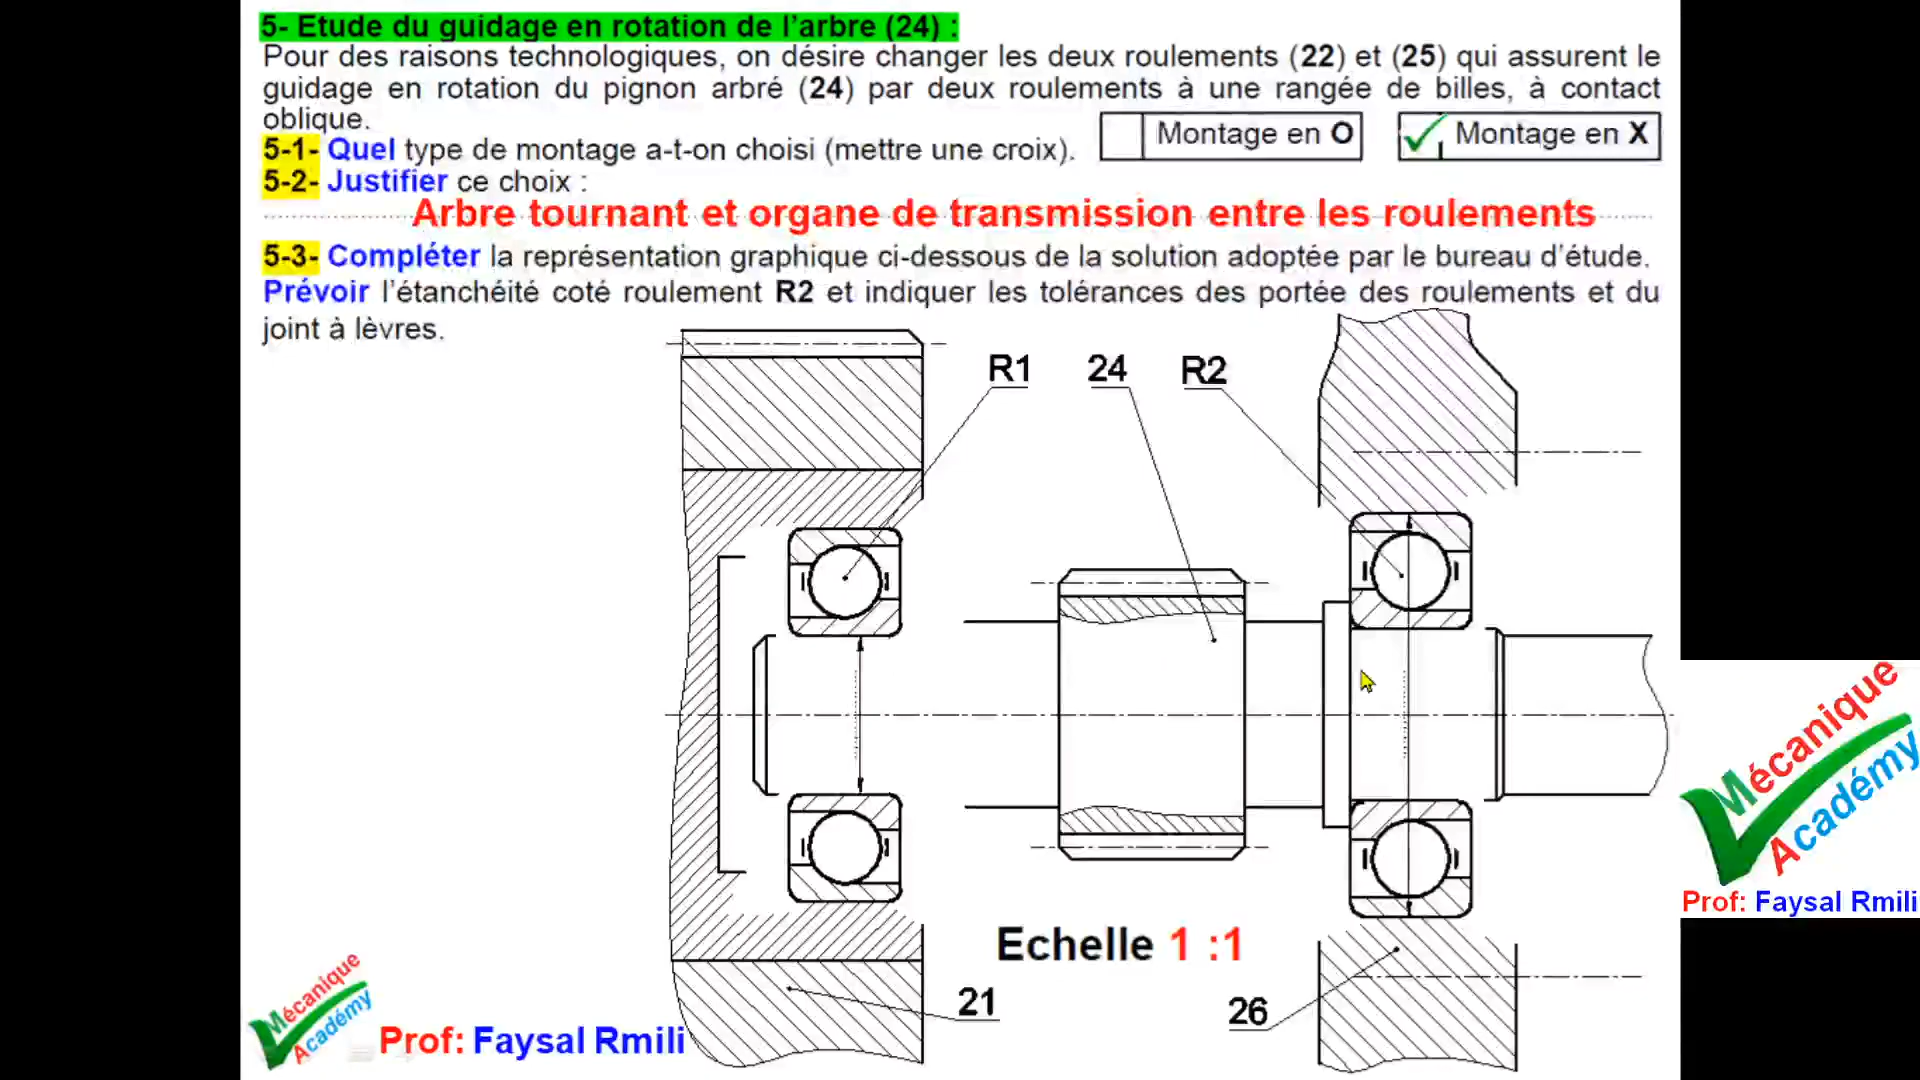 5- Etude du guidage en rotation de l'arbre (24) :
Pour des raisons technologiques, on désire changer les deux roulements (22) et (25) qui assurent le
guidage en rotation du pignon arbré (24) par deux roulements à une rangée de billes, à contact
oblique.
5-1- Quel type de montage a-t-on choisi (mettre une croix).
Montage en O
Montage en X
5-2- Justifier ce choix :
Arbre tournant et organe de transmission entre les roulements
5-3- Compléter la représentation graphique ci-dessous de la solution adoptée par le bureau d'étude.
Prévoir l'étanchéité coté roulement R2 et indiquer les tolérances des portée des roulements et du
joint à lèvres.
R1
24
R2
Echelle 1 :1
21
26
Mécanique
Académy
Prof: Faysal Rmili
Mécanique
Académy
Prof: Faysal Rmili